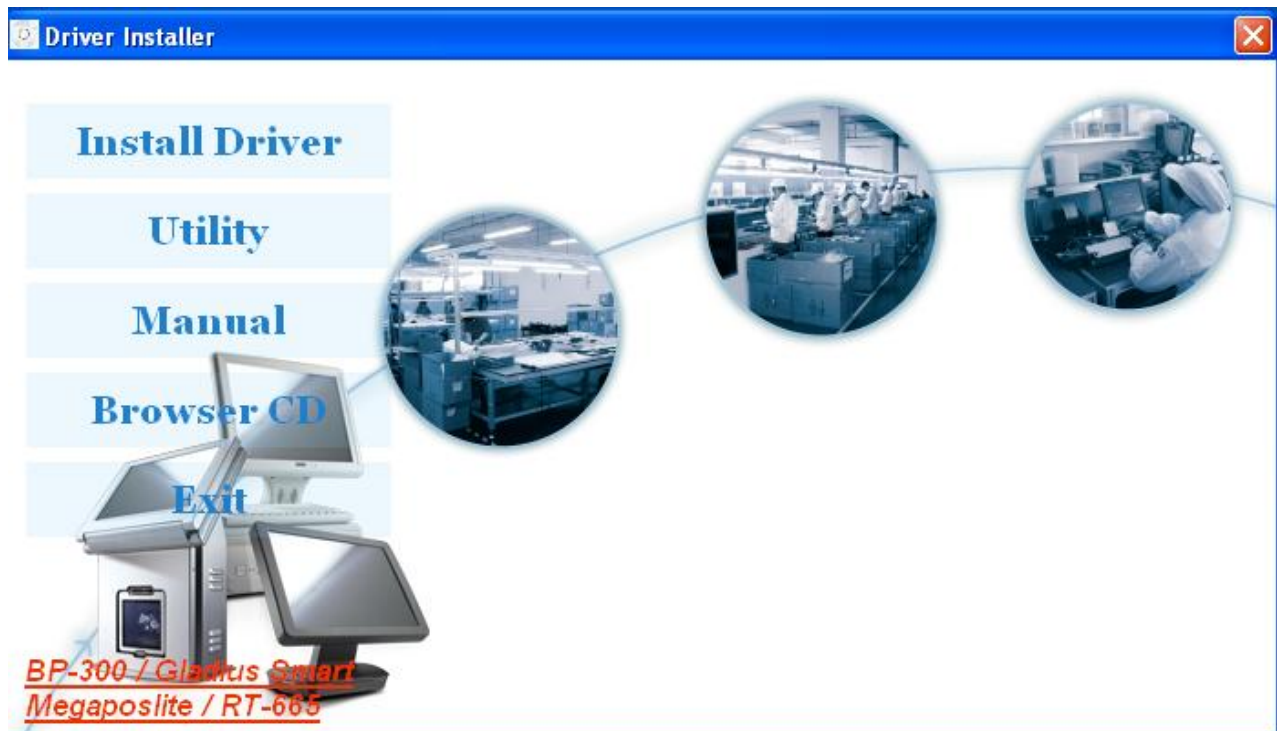 Driver Installer
Install Driver
Utility
Manual
Browser CD
Exit
BP-300 / Gladius Smart
Megaposlite / RT-665